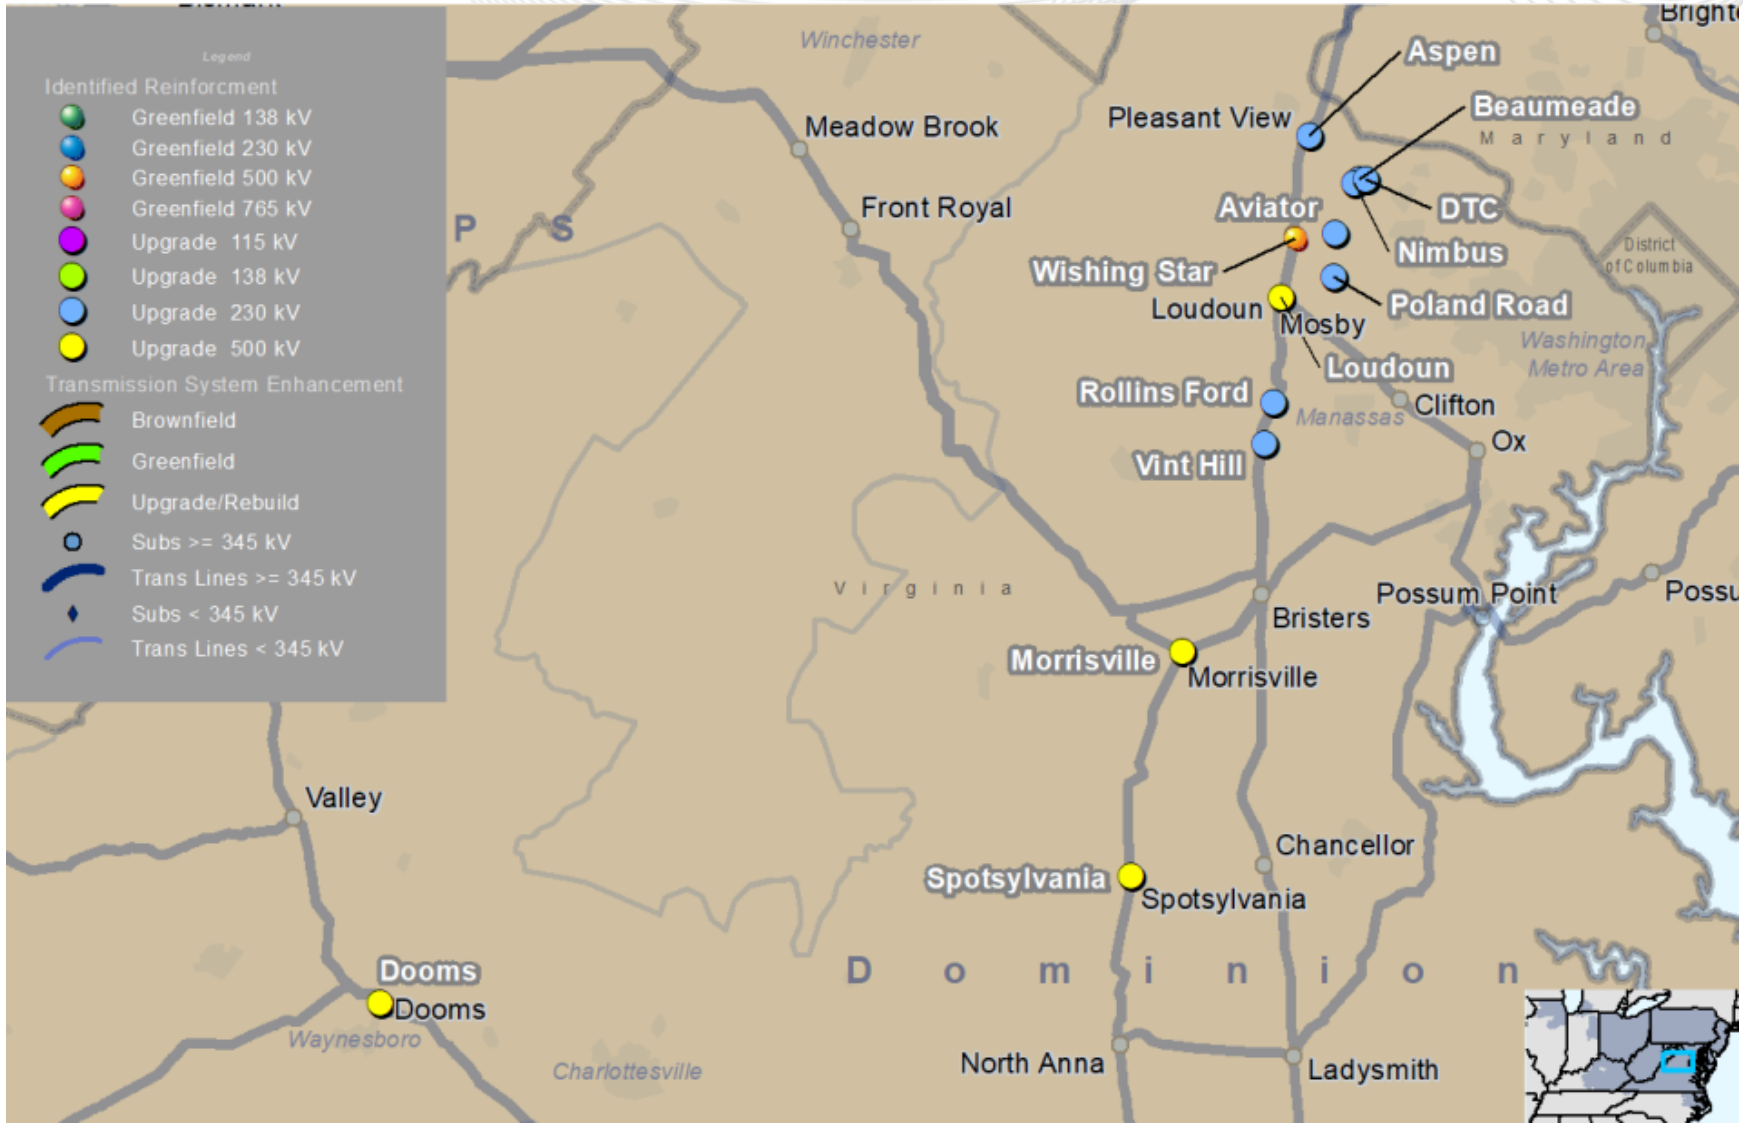 Legend
Identified Reinforcment
Greenfield 138 kV
Greenfield 230 kV
Greenfield 500 kV
Greenfield 765 kV
Upgrade 115 kV
Upgrade 138 kV
Upgrade 230 kV
Upgrade 500 kV
Transmission System Enhancement
Brownfield
Greenfield
Upgrade/Rebuild
Subs >= 345 kV
Trans Lines >= 345 kV
Subs < 345 kV
Trans Lines < 345 kV
P S
Winchester
Meadow Brook
Front Royal
Aspen
Pleasant View
Beaumeade
Maryland
Aviator
DTC
Nimbus
Wishing Star
District
of Columbia
Poland Road
Loudoun
Mosby
Washington
Metro Area
Loudoun
Rollins Ford
Manassas
Clifton
Ox
Vint Hill
Virginia
Possum Point
Possu
Bristers
Morrisville
Morrisville
Valley
Chancellor
Spotsylvania
Spotsylvania
Dominion
Dooms
Dooms
Waynesboro
Charlottesville
North Anna
Ladysmith